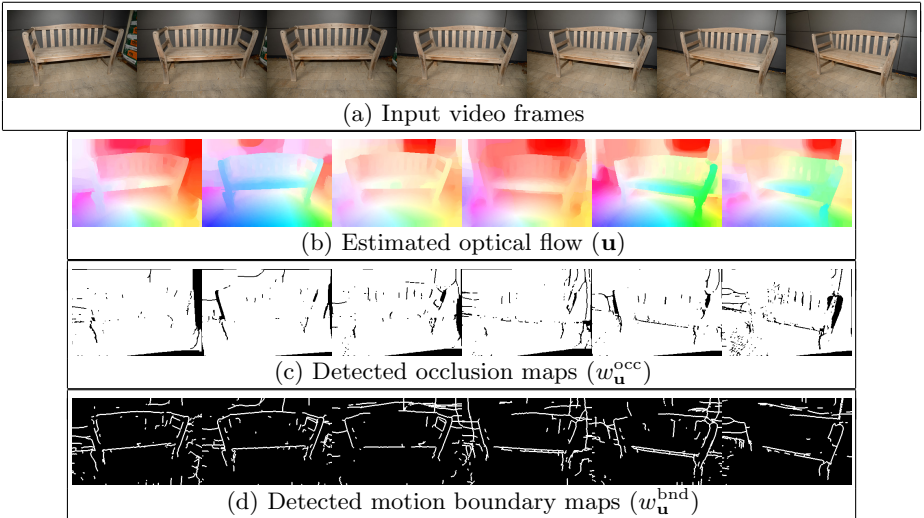 (a) Input video frames
(b) Estimated optical flow (u)
(c) Detected occlusion maps (w_u^occ)
(d) Detected motion boundary maps (w_u^bnd)